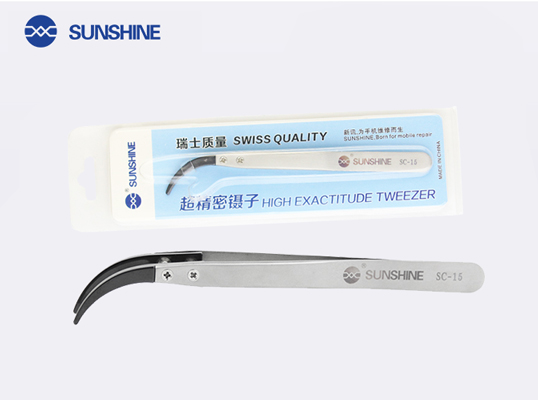 SUNSHINE
瑞士质量 SWISS QUALITY
新讯,为手机维修而生
SUNSHINE, Born for mobile repair
SUNSHINE SC-15
MADE IN CHINA
SUNSHINE
超精密镊子 HIGH EXACTITUDE TWEEZER
SUNSHINE SC-15